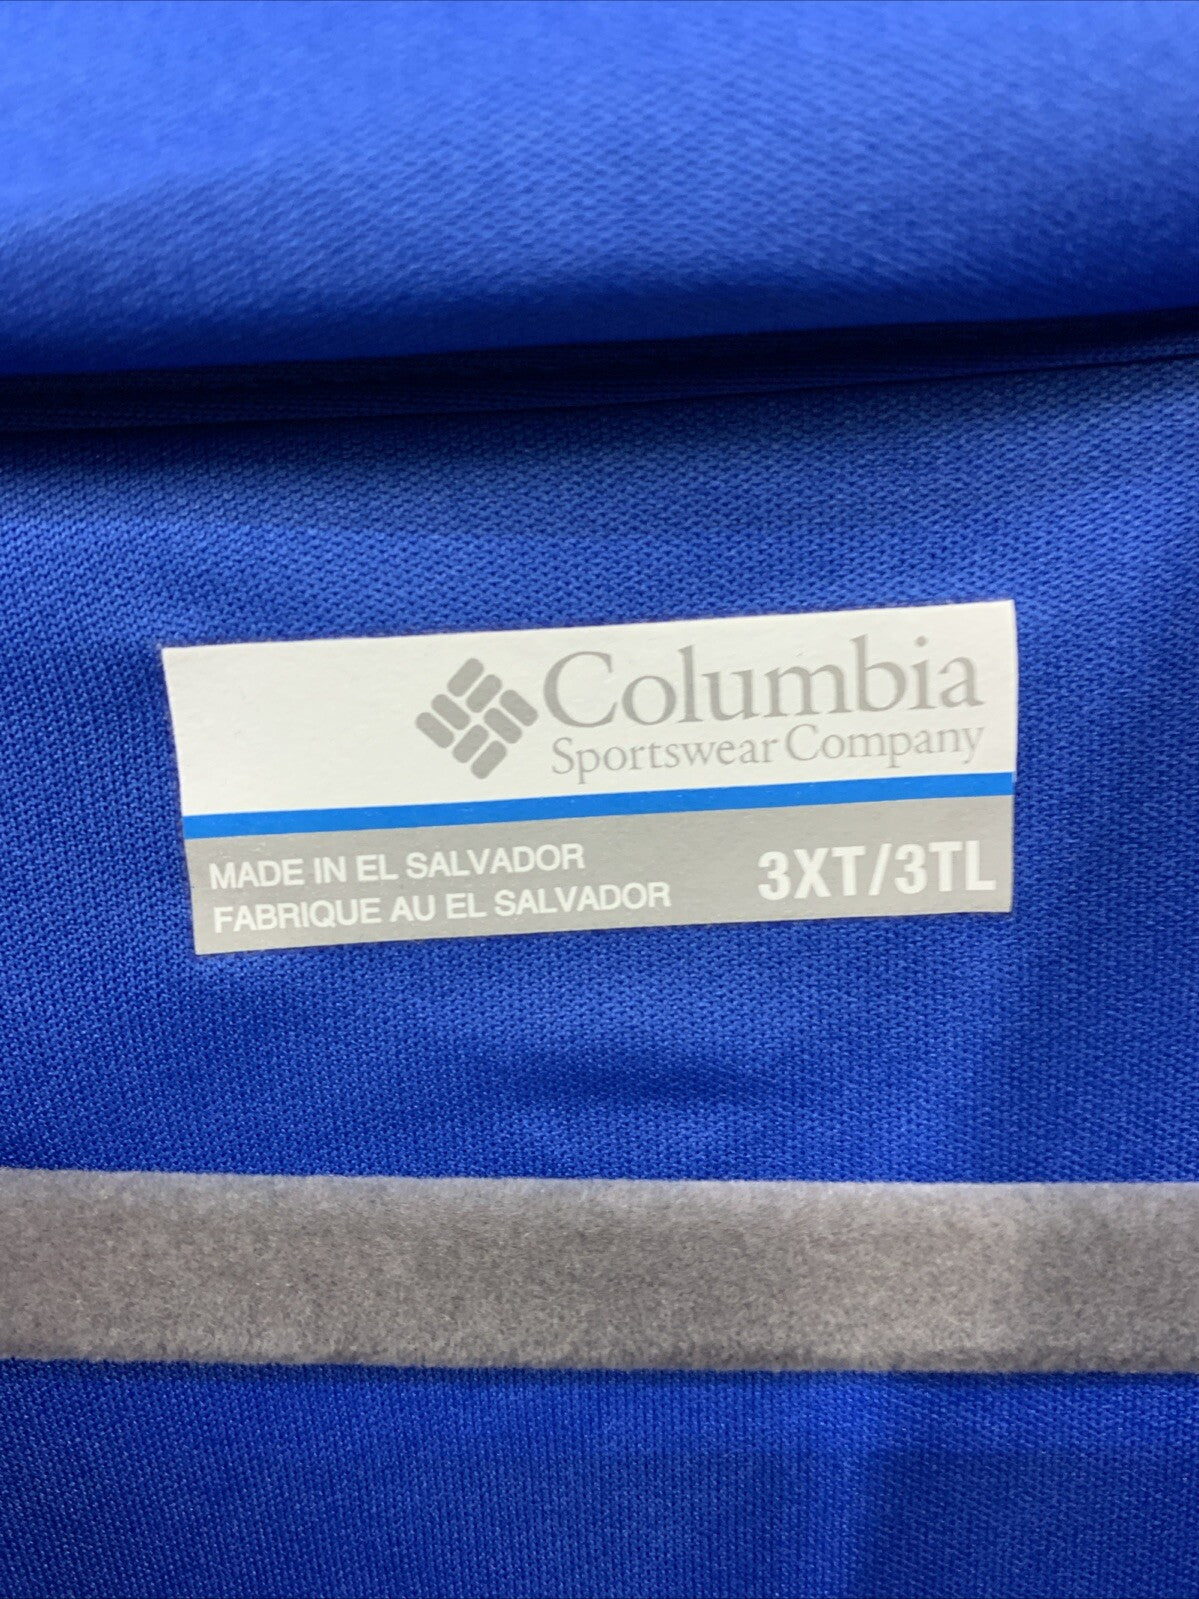 Columbia
Sportswear Company
MADE IN EL SALVADOR
FABRIQUE AU EL SALVADOR
3XT/3TL